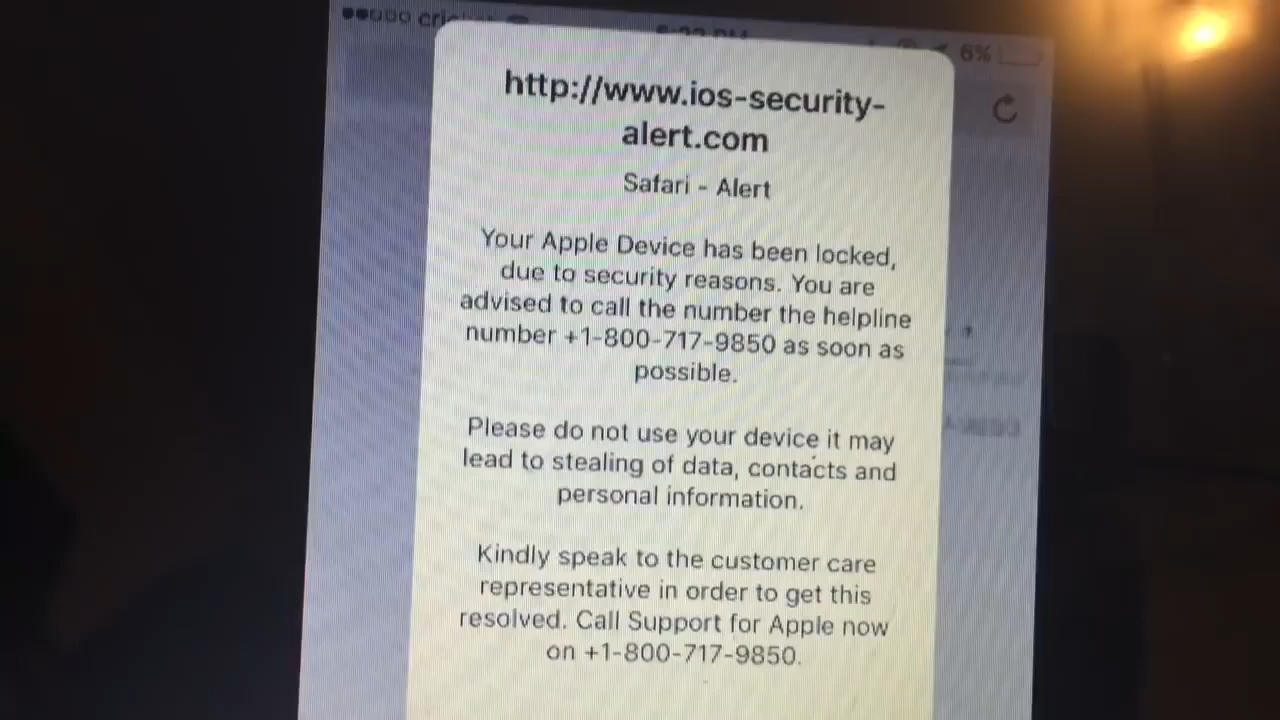 6%
http://www.ios-security-
alert.com
Safari - Alert
Your Apple Device has been locked,
due to security reasons. You are
advised to call the number the helpline
number +1-800-717-9850 as soon as
possible.
Please do not use your device it may
lead to stealing of data, contacts and
personal information.
Kindly speak to the customer care
representative in order to get this
resolved. Call Support for Apple now
on +1-800-717-9850.